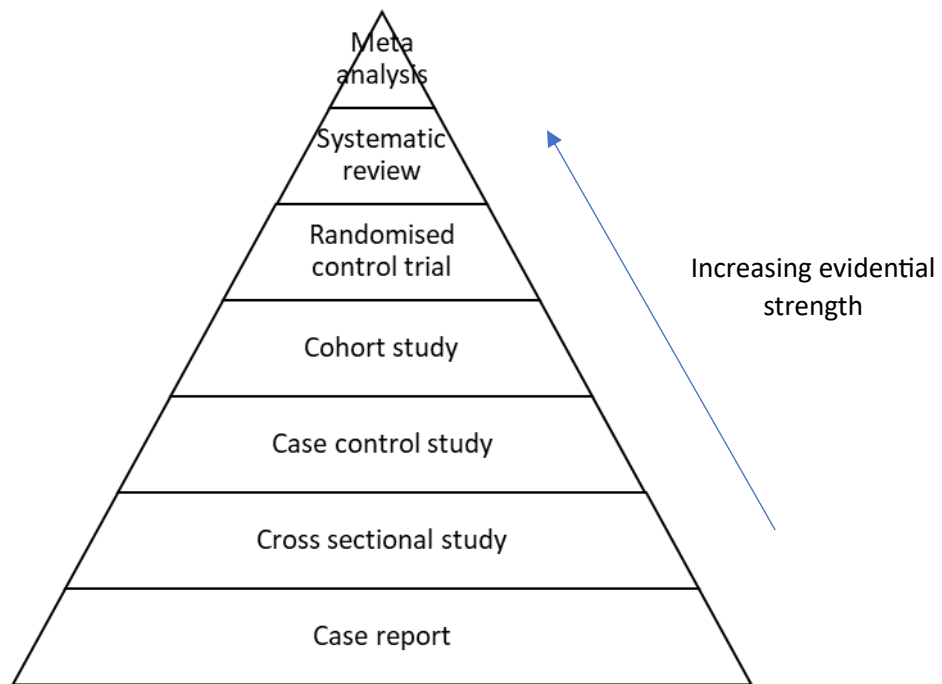 Meta
analysis
Systematic
review
Randomised
control trial
Increasing evidential
strength
Cohort study
Case control study
Cross sectional study
Case report